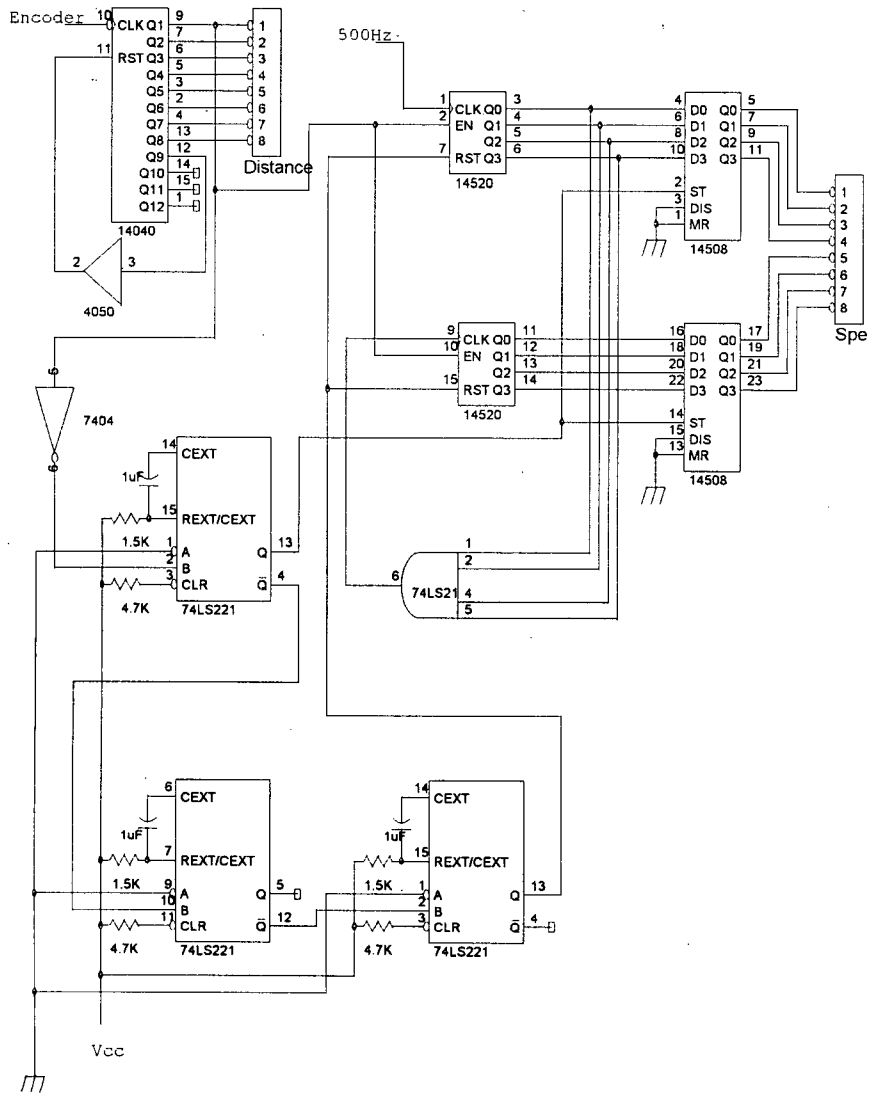 Encoder
10 CLK Q1 9 1
Q2 7 2
11 RST Q3 6 3
Q4 5 4
Q5 3 5
Q6 2 6
Q7 4 7
Q8 13 8
Q9 12
Q10 14
Q11 15
Q12 1
14040
Distance
2 3
4050
500Hz
1 CLK Q0 3
2 EN Q1 4
Q2 5
7 RST Q3 6
14520
4 D0 Q0 5
6 D1 Q1 7
8 D2 Q2 9
10 D3 Q3 11
2 ST
3 DIS
1 MR
14508
1
2
3
4
5
6
7
8
Spe
9 CLK Q0 11
10 EN Q1 12
Q2 13
15 RST Q3 14
14520
16 D0 Q0 17
18 D1 Q1 19
20 D2 Q2 21
22 D3 Q3 23
14 ST
15 DIS
13 MR
14508
6
7404
6
14 CEXT
1uF
15 REXT/CEXT
1.5K
1 A Q 13
2 B
3 CLR Q 4
4.7K
74LS221
1
2
6 74LS21
4
5
6 CEXT
1uF
7 REXT/CEXT
1.5K
9 A Q 5
10 B
11 CLR Q 12
4.7K
74LS221
14 CEXT
1uF
15 REXT/CEXT
1.5K
1 A Q 13
2 B
3 CLR Q 4
4.7K
74LS221
Vcc